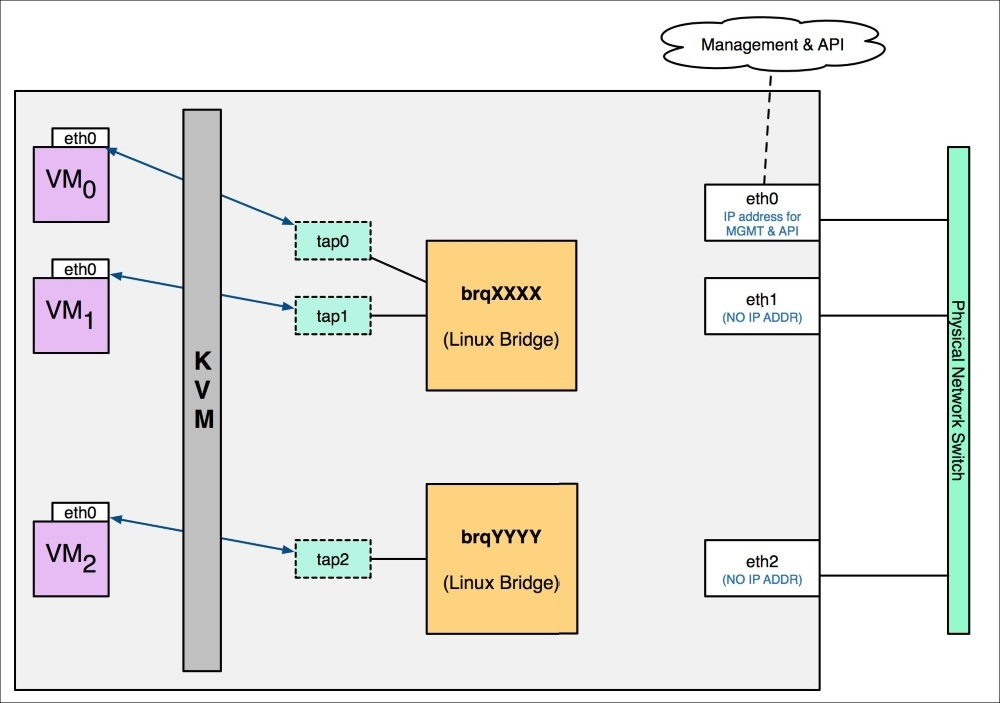 Management & API
eth0
VM0
eth0
VM1
eth0
VM2
K
V
M
tap0
tap1
tap2
brqXXXX
(Linux Bridge)
brqYYYY
(Linux Bridge)
eth0
IP address for
MGMT & API
eth1
(NO IP ADDR)
eth2
(NO IP ADDR)
Physical Network Switch